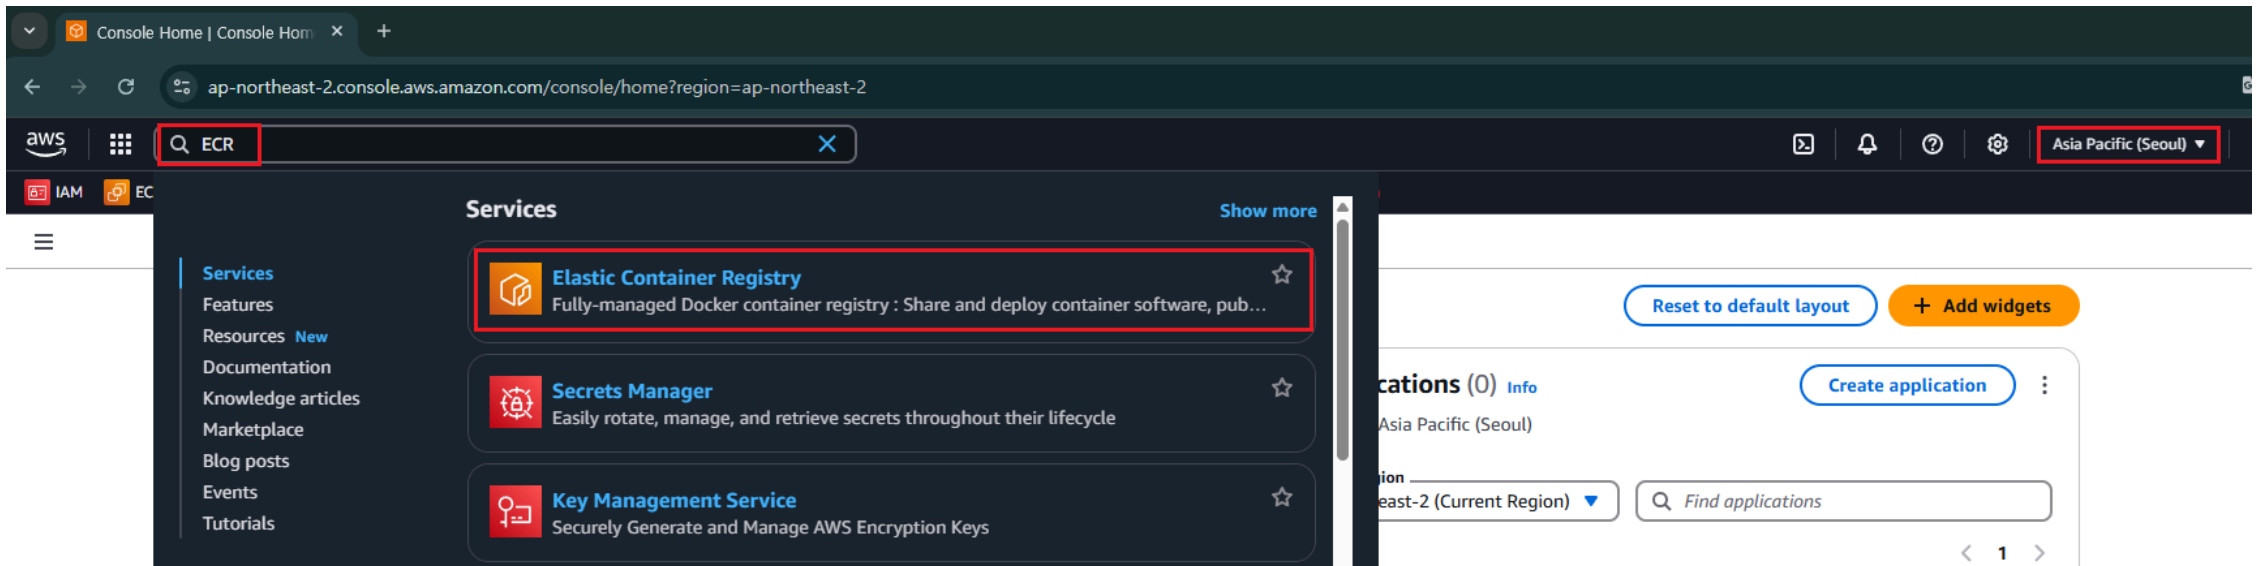 Console Home | Console Hom
ap-northeast-2.console.aws.amazon.com/console/home?region=ap-northeast-2
aws
ECR
Asia Pacific (Seoul)
IAM
EC
Services
Show more
Services
Features
Resources New
Documentation
Knowledge articles
Marketplace
Blog posts
Events
Tutorials
Elastic Container Registry
Fully-managed Docker container registry : Share and deploy container software, pub...
Secrets Manager
Easily rotate, manage, and retrieve secrets throughout their lifecycle
Key Management Service
Securely Generate and Manage AWS Encryption Keys
Reset to default layout
+ Add widgets
cations (0) Info
Create application
Asia Pacific (Seoul)
gion
east-2 (Current Region)
Find applications
1